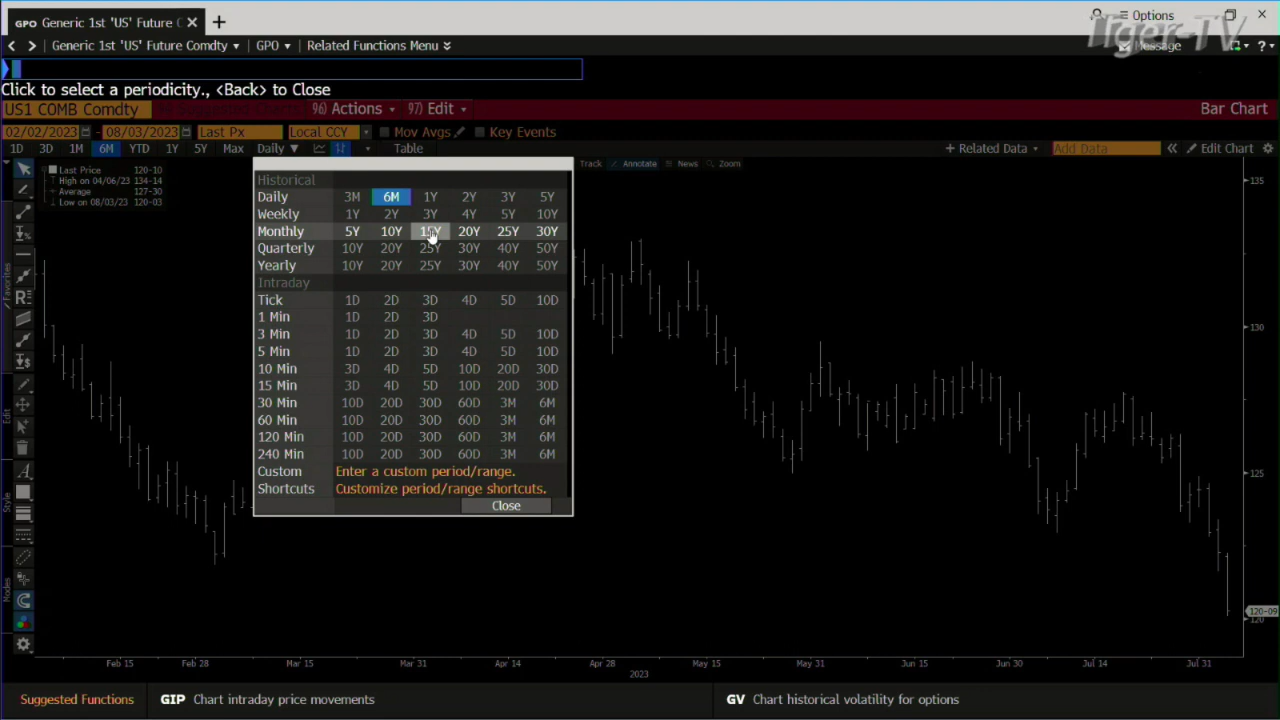 GPO Generic 1st 'US' Future C × +
Options
Tiger-TV
Generic 1st 'US' Future Comdty ▾ GPO ▾ Related Functions Menu
Message
Click to select a periodicity., <Back> to Close
US1 COMB Comdty 96) Actions 97) Edit Bar Chart
02/02/2023 - 08/03/2023 Last Px Local CCY Mov Avgs Key Events
1D 3D 1M 6M YTD 1Y 5Y Max Daily ▼ Table + Related Data Add Data « Edit Chart
Track Annotate News Zoom
Last Price 120-10
High on 04/06/23 134-14
Average 127-30
Low on 08/03/23 120-03
Historical
Daily 3M 6M 1Y 2Y 3Y 5Y
Weekly 1Y 2Y 3Y 4Y 5Y 10Y
Monthly 5Y 10Y 15Y 20Y 25Y 30Y
Quarterly 10Y 20Y 25Y 30Y 40Y 50Y
Yearly 10Y 20Y 25Y 30Y 40Y 50Y
Intraday
Tick 1D 2D 3D 4D 5D 10D
1 Min 1D 2D 3D
3 Min 1D 2D 3D 4D 5D 10D
5 Min 1D 2D 3D 4D 5D 10D
10 Min 3D 4D 5D 10D 20D 30D
15 Min 3D 4D 5D 10D 20D 30D
30 Min 10D 20D 30D 60D 3M 6M
60 Min 10D 20D 30D 60D 3M 6M
120 Min 10D 20D 30D 60D 3M 6M
240 Min 10D 20D 30D 60D 3M 6M
Custom Enter a custom period/range.
Shortcuts Customize period/range shortcuts.
Close
Favorites
Edit
Style
Modes
135
130
125
120-09
120
Feb 15 Feb 28 Mar 15 Mar 31 Apr 14 Apr 28 May 15 May 31 Jun 15 Jun 30 Jul 14 Jul 31
2023
Suggested Functions GIP Chart intraday price movements GV Chart historical volatility for options